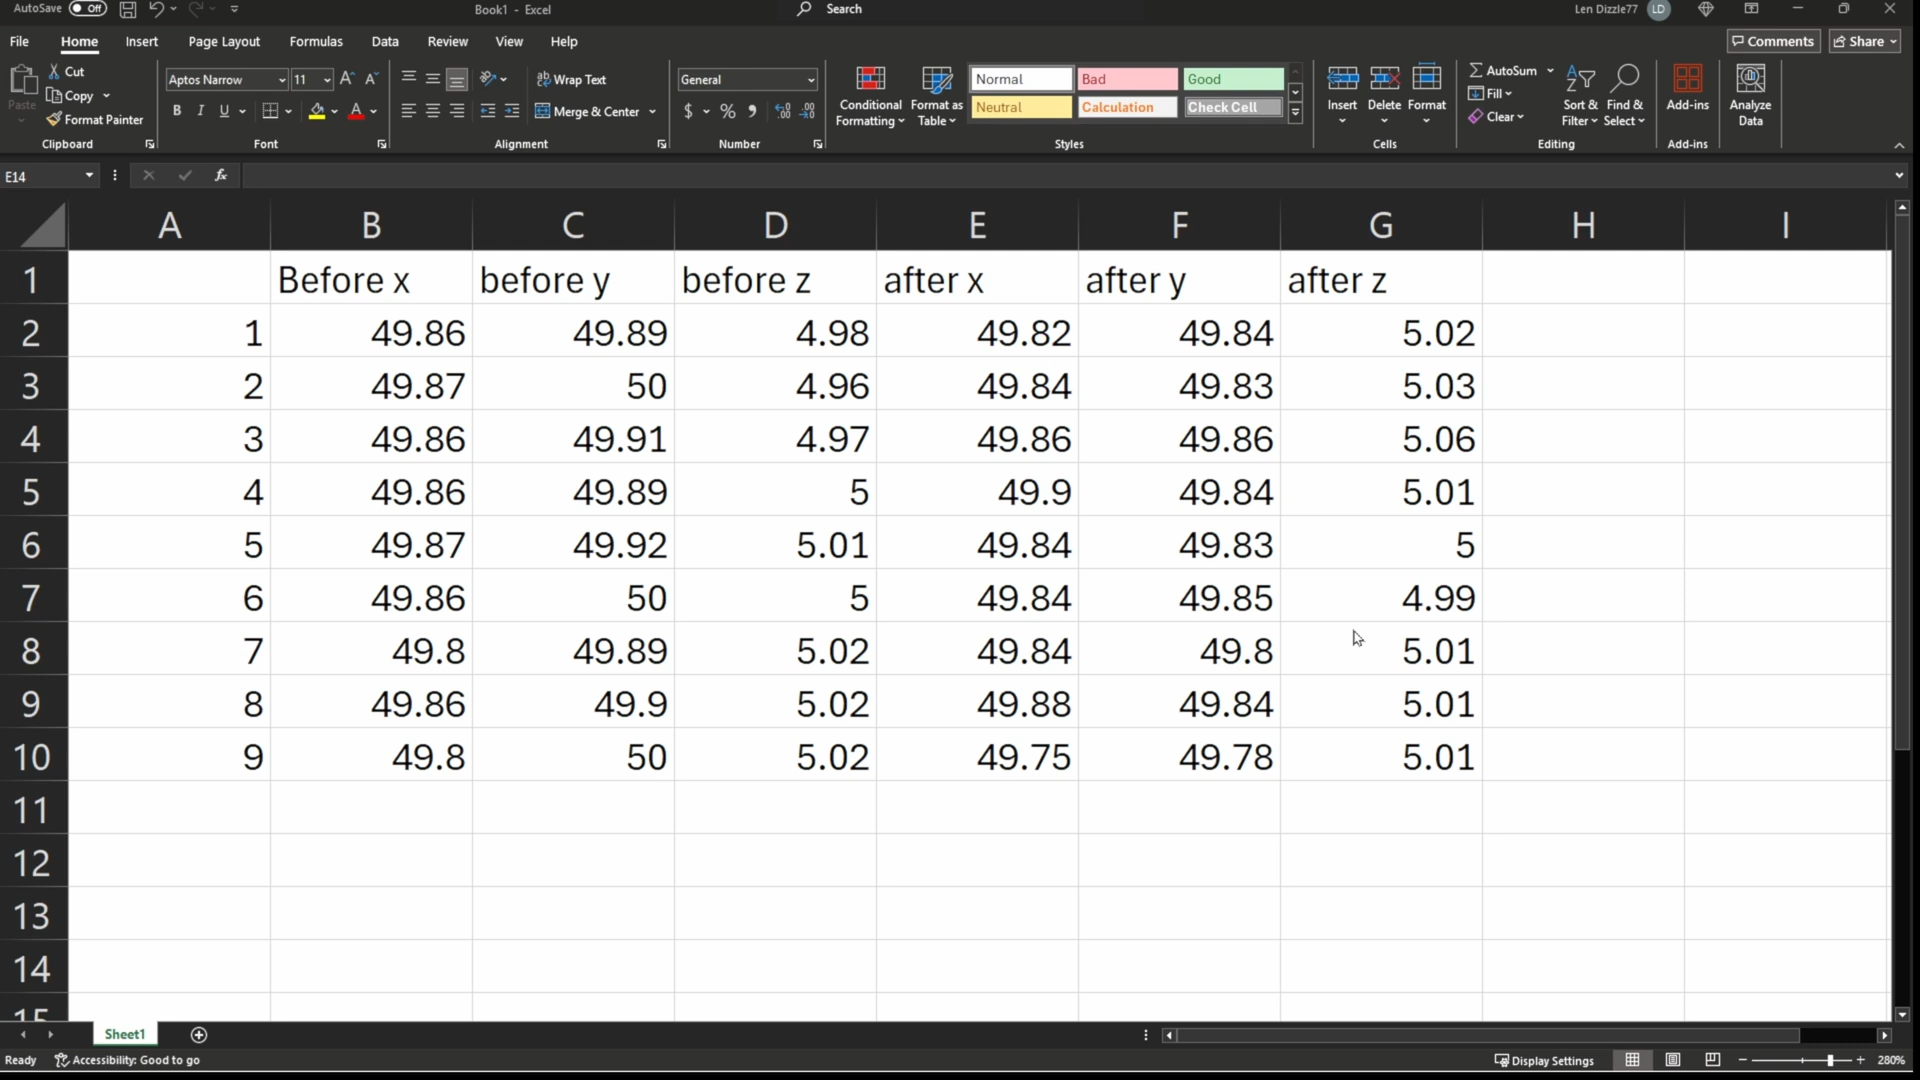 AutoSave Off Book1 - Excel Search Len Dizzle77 LD
File Home Insert Page Layout Formulas Data Review View Help Comments Share
Paste Cut Copy Format Painter Clipboard
Aptos Narrow 11 B I U A Font
Wrap Text Merge & Center Alignment
General $ % Number
Conditional Formatting Format as Table Normal Bad Good Neutral Calculation Check Cell Styles
Insert Delete Format Cells
AutoSum Fill Clear Sort & Filter Find & Select Editing
Add-ins Add-ins
Analyze Data
E14 fx
A B C D E F G H I
1 Before x before y before z after x after y after z
2 1 49.86 49.89 4.98 49.82 49.84 5.02
3 2 49.87 50 4.96 49.84 49.83 5.03
4 3 49.86 49.91 4.97 49.86 49.86 5.06
5 4 49.86 49.89 5 49.9 49.84 5.01
6 5 49.87 49.92 5.01 49.84 49.83 5
7 6 49.86 50 5 49.84 49.85 4.99
8 7 49.8 49.89 5.02 49.84 49.8 5.01
9 8 49.86 49.9 5.02 49.88 49.84 5.01
10 9 49.8 50 5.02 49.75 49.78 5.01
11
12
13
14
15
Sheet1
Ready Accessibility: Good to go Display Settings 280%